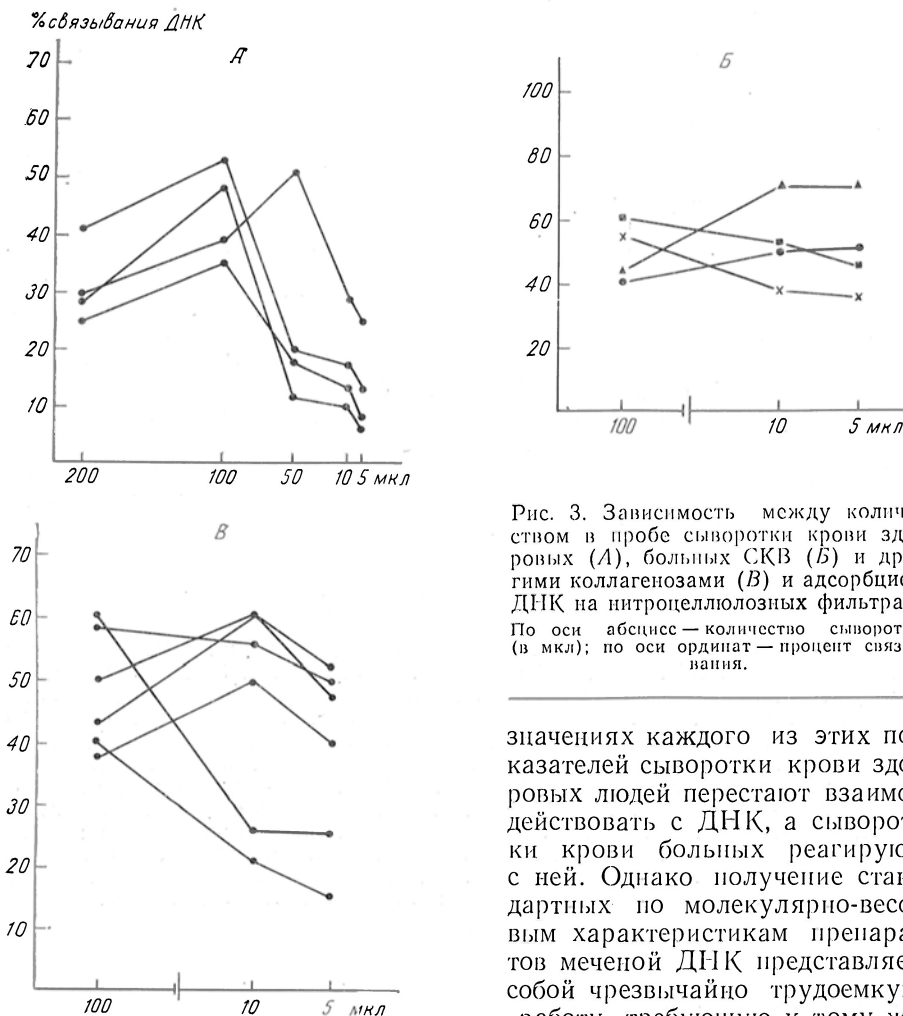 %связывания ДНК
А
70
60
50
40
30
20
10
200 100 50 10 5 мкл
Б
100
80
60
40
20
100 10 5 мкл
В
70
60
50
40
30
20
10
100 10 5 мкл
Рис. 3. Зависимость между колич
ством в пробе сыворотки крови зд
ровых (А), больных СКВ (Б) и др
гими коллагенозами (В) и адсорбцис
ДНК на нитроцеллюлозных фильтра
По оси абсцисс — количество сыворот
(в мкл); по оси ординат — процент связ
вания.
значениях каждого из этих по
казателей сыворотки крови здо
ровых людей перестают взаимо
действовать с ДНК, а сыворот
ки крови больных реагирую
с ней. Однако получение стан
дартных по молекулярно-весо
вым характеристикам препара
тов меченой ДНК представляе
собой чрезвычайно трудоемку
работу, требующую к тому ж